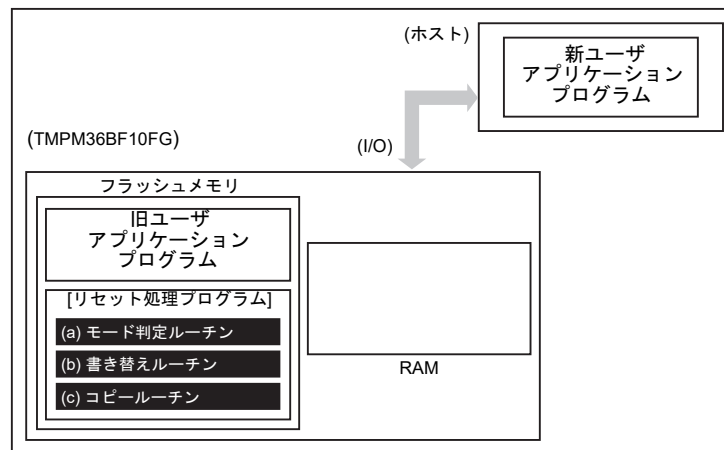 (ホスト)
新ユーザ
アプリケーション
プログラム
(TMPM36BF10FG)
(I/O)
フラッシュメモリ
旧ユーザ
アプリケーション
プログラム
[リセット処理プログラム]
(a) モード判定ルーチン
(b) 書き替えルーチン
(c) コピールーチン
RAM